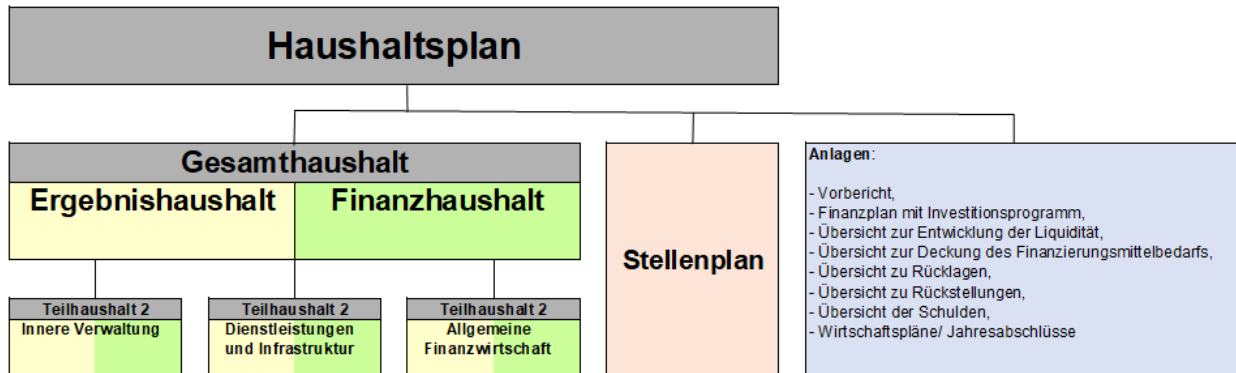 Haushaltsplan
Gesamthaushalt
Ergebnishaushalt
Finanzhaushalt
Teilhaushalt 2
Innere Verwaltung
Teilhaushalt 2
Dienstleistungen
und Infrastruktur
Teilhaushalt 2
Allgemeine
Finanzwirtschaft
Stellenplan
Anlagen:
- Vorbericht,
- Finanzplan mit Investitionsprogramm,
- Übersicht zur Entwicklung der Liquidität,
- Übersicht zur Deckung des Finanzierungsmittelbedarfs,
- Übersicht zu Rücklagen,
- Übersicht zu Rückstellungen,
- Übersicht der Schulden,
- Wirtschaftspläne/ Jahresabschlüsse